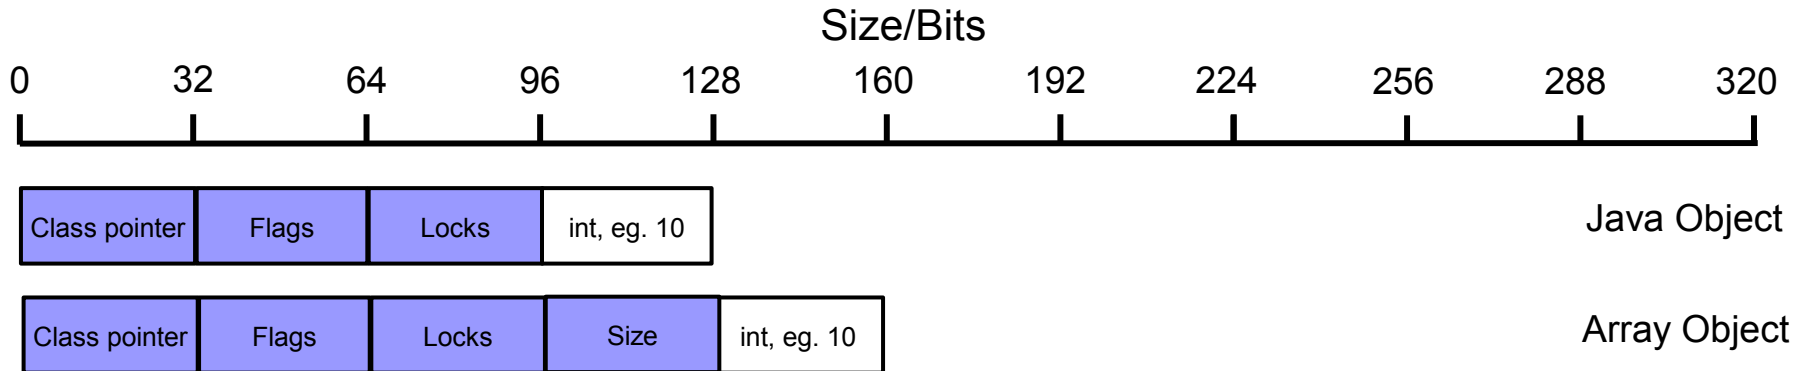 Size/Bits
0 32 64 96 128 160 192 224 256 288 320
Class pointer Flags Locks int, eg. 10 Java Object
Class pointer Flags Locks Size int, eg. 10 Array Object